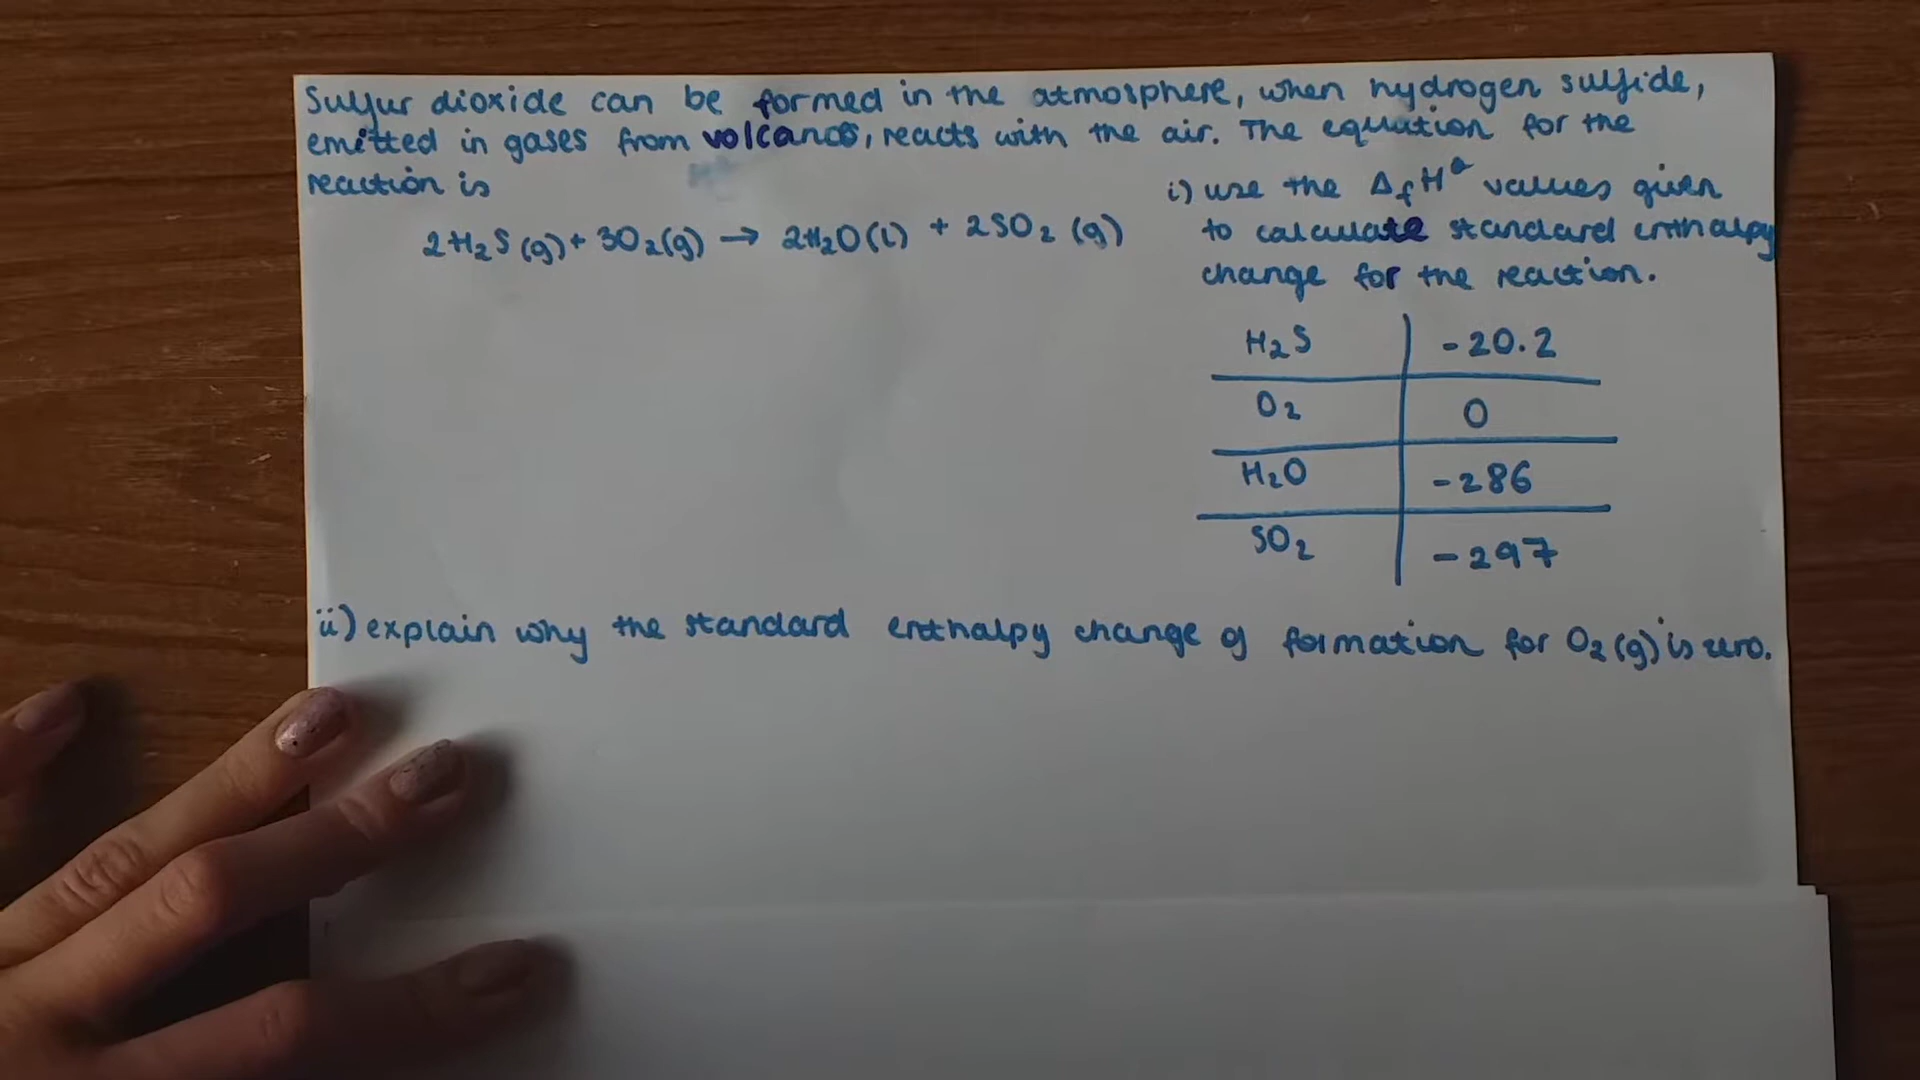 Sulfur dioxide can be formed in the atmosphere, when hydrogen sulfide,
emitted in gases from volcanos, reacts with the air. The equation for the
reaction is
2H₂S (g) + 3O₂(g) → 2H₂O(l) + 2SO₂ (g)
i) use the ΔfH⦵ values given
to calculate standard enthalpy
change for the reaction.
H₂S -20.2
O₂ 0
H₂O -286
SO₂ -297
ii) explain why the standard enthalpy change of formation for O₂(g) is zero.